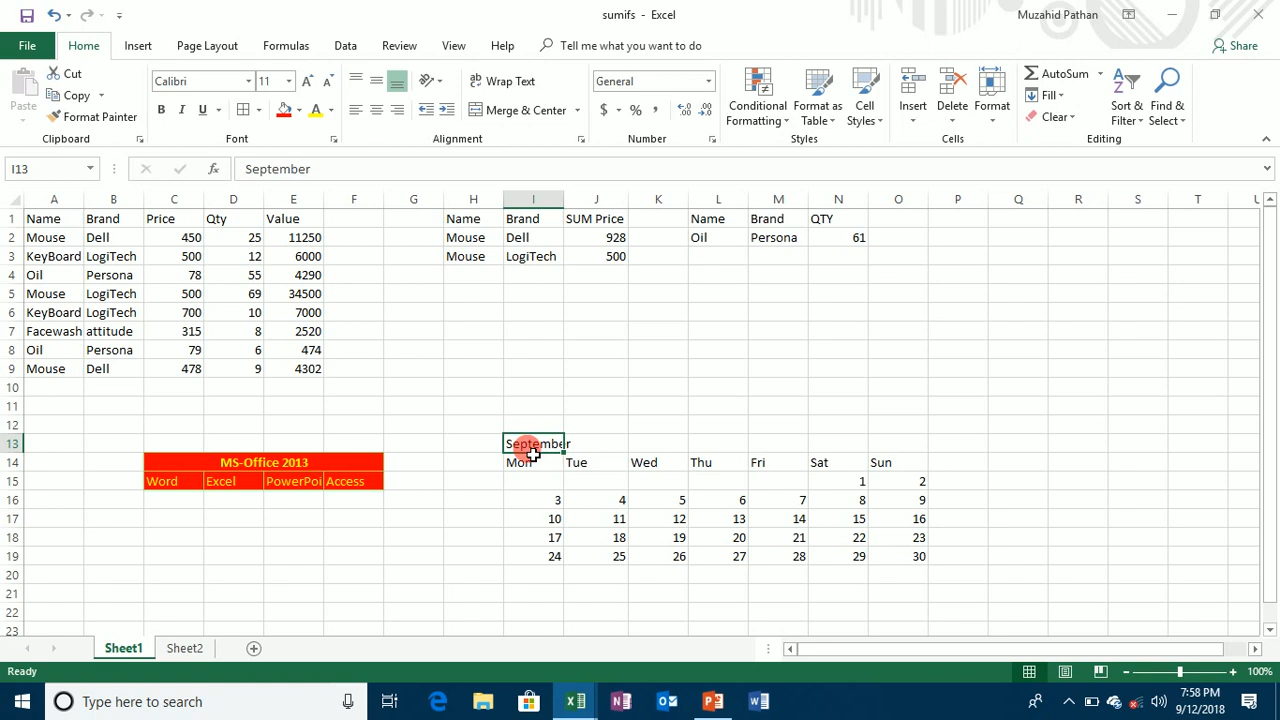 sumifs - Excel
Muzahid Pathan
File Home Insert Page Layout Formulas Data Review View Help Tell me what you want to do Share
Paste
Cut
Copy
Format Painter
Clipboard
Calibri 11
B I U A
Font
Wrap Text
Merge & Center
Alignment
General
$ % ,
Number
Conditional Formatting
Format as Table
Cell Styles
Styles
Insert Delete Format
Cells
AutoSum
Fill
Clear
Sort & Filter
Find & Select
Editing
I13 fx September
A B C D E F G H I J K L M N O P Q R S T U
1 Name Brand Price Qty Value Name Brand SUM Price Name Brand QTY
2 Mouse Dell 450 25 11250 Mouse Dell 928 Oil Persona 61
3 KeyBoard LogiTech 500 12 6000 Mouse LogiTech 500
4 Oil Persona 78 55 4290
5 Mouse LogiTech 500 69 34500
6 KeyBoard LogiTech 700 10 7000
7 Facewash attitude 315 8 2520
8 Oil Persona 79 6 474
9 Mouse Dell 478 9 4302
10
11
12
13 September
14 MS-Office 2013 Mon Tue Wed Thu Fri Sat Sun
15 Word Excel PowerPoi Access 1 2
16 3 4 5 6 7 8 9
17 10 11 12 13 14 15 16
18 17 18 19 20 21 22 23
19 24 25 26 27 28 29 30
20
21
22
23
Sheet1 Sheet2
Ready 100%
Type here to search
7:58 PM
9/12/2018